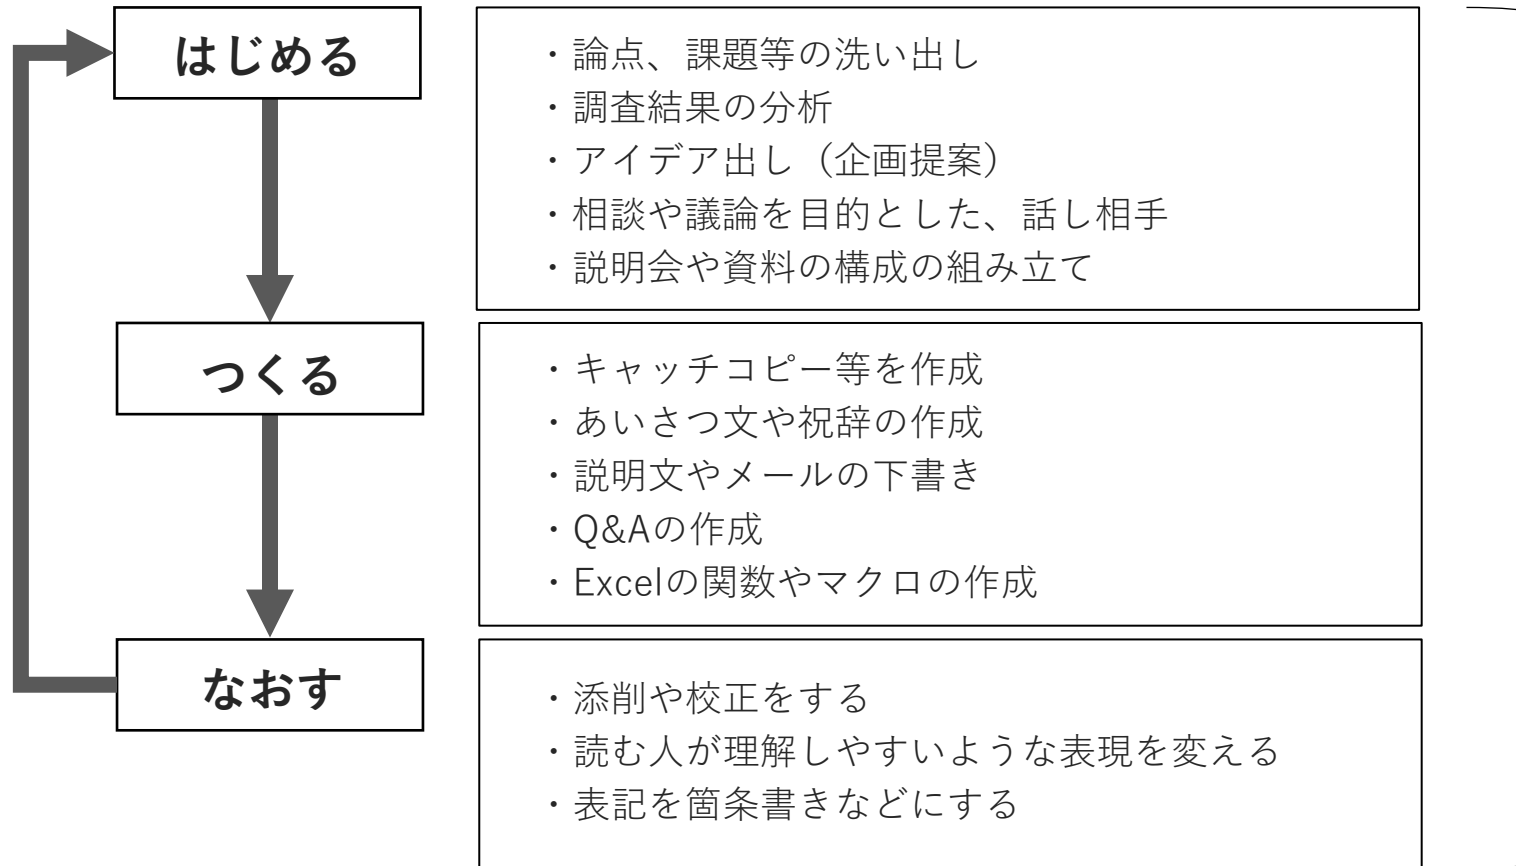 はじめる
・論点、課題等の洗い出し
・調査結果の分析
・アイデア出し（企画提案）
・相談や議論を目的とした、話し相手
・説明会や資料の構成の組み立て
つくる
・キャッチコピー等を作成
・あいさつ文や祝辞の作成
・説明文やメールの下書き
・Q&Aの作成
・Excelの関数やマクロの作成
なおす
・添削や校正をする
・読む人が理解しやすいような表現を変える
・表記を箇条書きなどにする